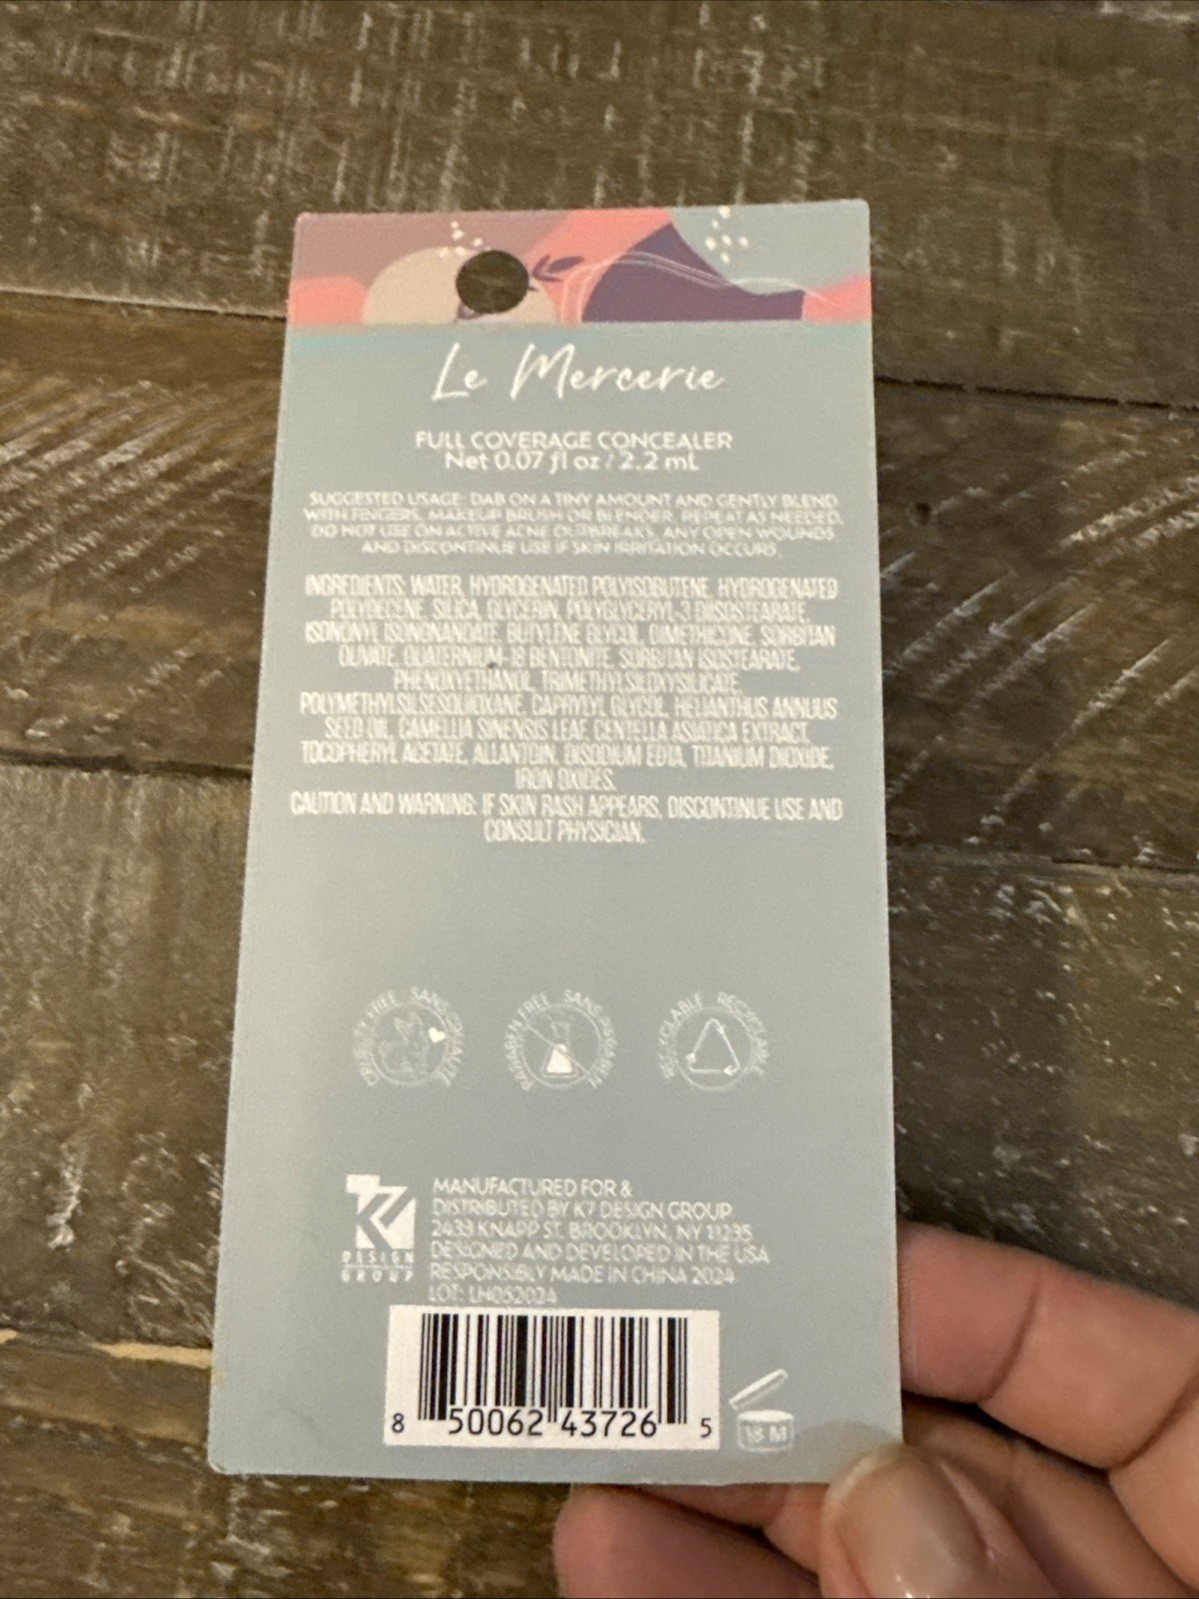 Le Mercerie
FULL COVERAGE CONCEALER
Net 0.07 fl oz / 2.2 mL
SUGGESTED USAGE: DAB ON A TINY AMOUNT AND GENTLY BLEND
WITH FINGERS, MAKEUP BRUSH OR BLENDER. REPEAT AS NEEDED.
DO NOT USE ON ACTIVE ACNE OUTBREAKS, ANY OPEN WOUNDS
AND DISCONTINUE USE IF SKIN IRRITATION OCCURS.
INGREDIENTS: WATER, HYDROGENATED POLYISOBUTENE, HYDROGENATED
POLYDECENE, SILICA, GLYCERIN, POLYGLYCERYL-3 DIISOSTEARATE,
ISONONYL ISONONANOATE, BUTYLENE GLYCOL, DIMETHICONE, SORBITAN
OLIVATE, QUATERNIUM-18 BENTONITE, SORBITAN ISOSTEARATE,
PHENOXYETHANOL, TRIMETHYLSILOXYSILICATE,
POLYMETHYLSILSESQUIOXANE, CAPRYLYL GLYCOL, HELIANTHUS ANNUUS
SEED OIL, CAMELLIA SINENSIS LEAF, CENTELLA ASIATICA EXTRACT,
TOCOPHERYL ACETATE, ALLANTOIN, DISODIUM EDTA, TITANIUM DIOXIDE,
IRON OXIDES.
CAUTION AND WARNING: IF SKIN RASH APPEARS, DISCONTINUE USE AND
CONSULT PHYSICIAN.
CRUELTY FREE SANS CRUAUTÉ
PARABEN FREE SANS PARABEN
RECYCLABLE RECYCLABLE
K7 DESIGN GROUP
MANUFACTURED FOR &
DISTRIBUTED BY K7 DESIGN GROUP
2433 KNAPP ST. BROOKLYN, NY 11235
DESIGNED AND DEVELOPED IN THE USA
RESPONSIBLY MADE IN CHINA 2024
LOT: LH052024
8 50062 43726 5
18 M